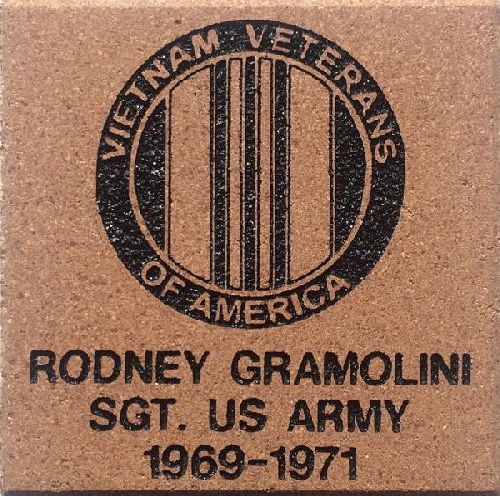 VIETNAM VETERANS
OF AMERICA
RODNEY GRAMOLINI
SGT. US ARMY
1969-1971